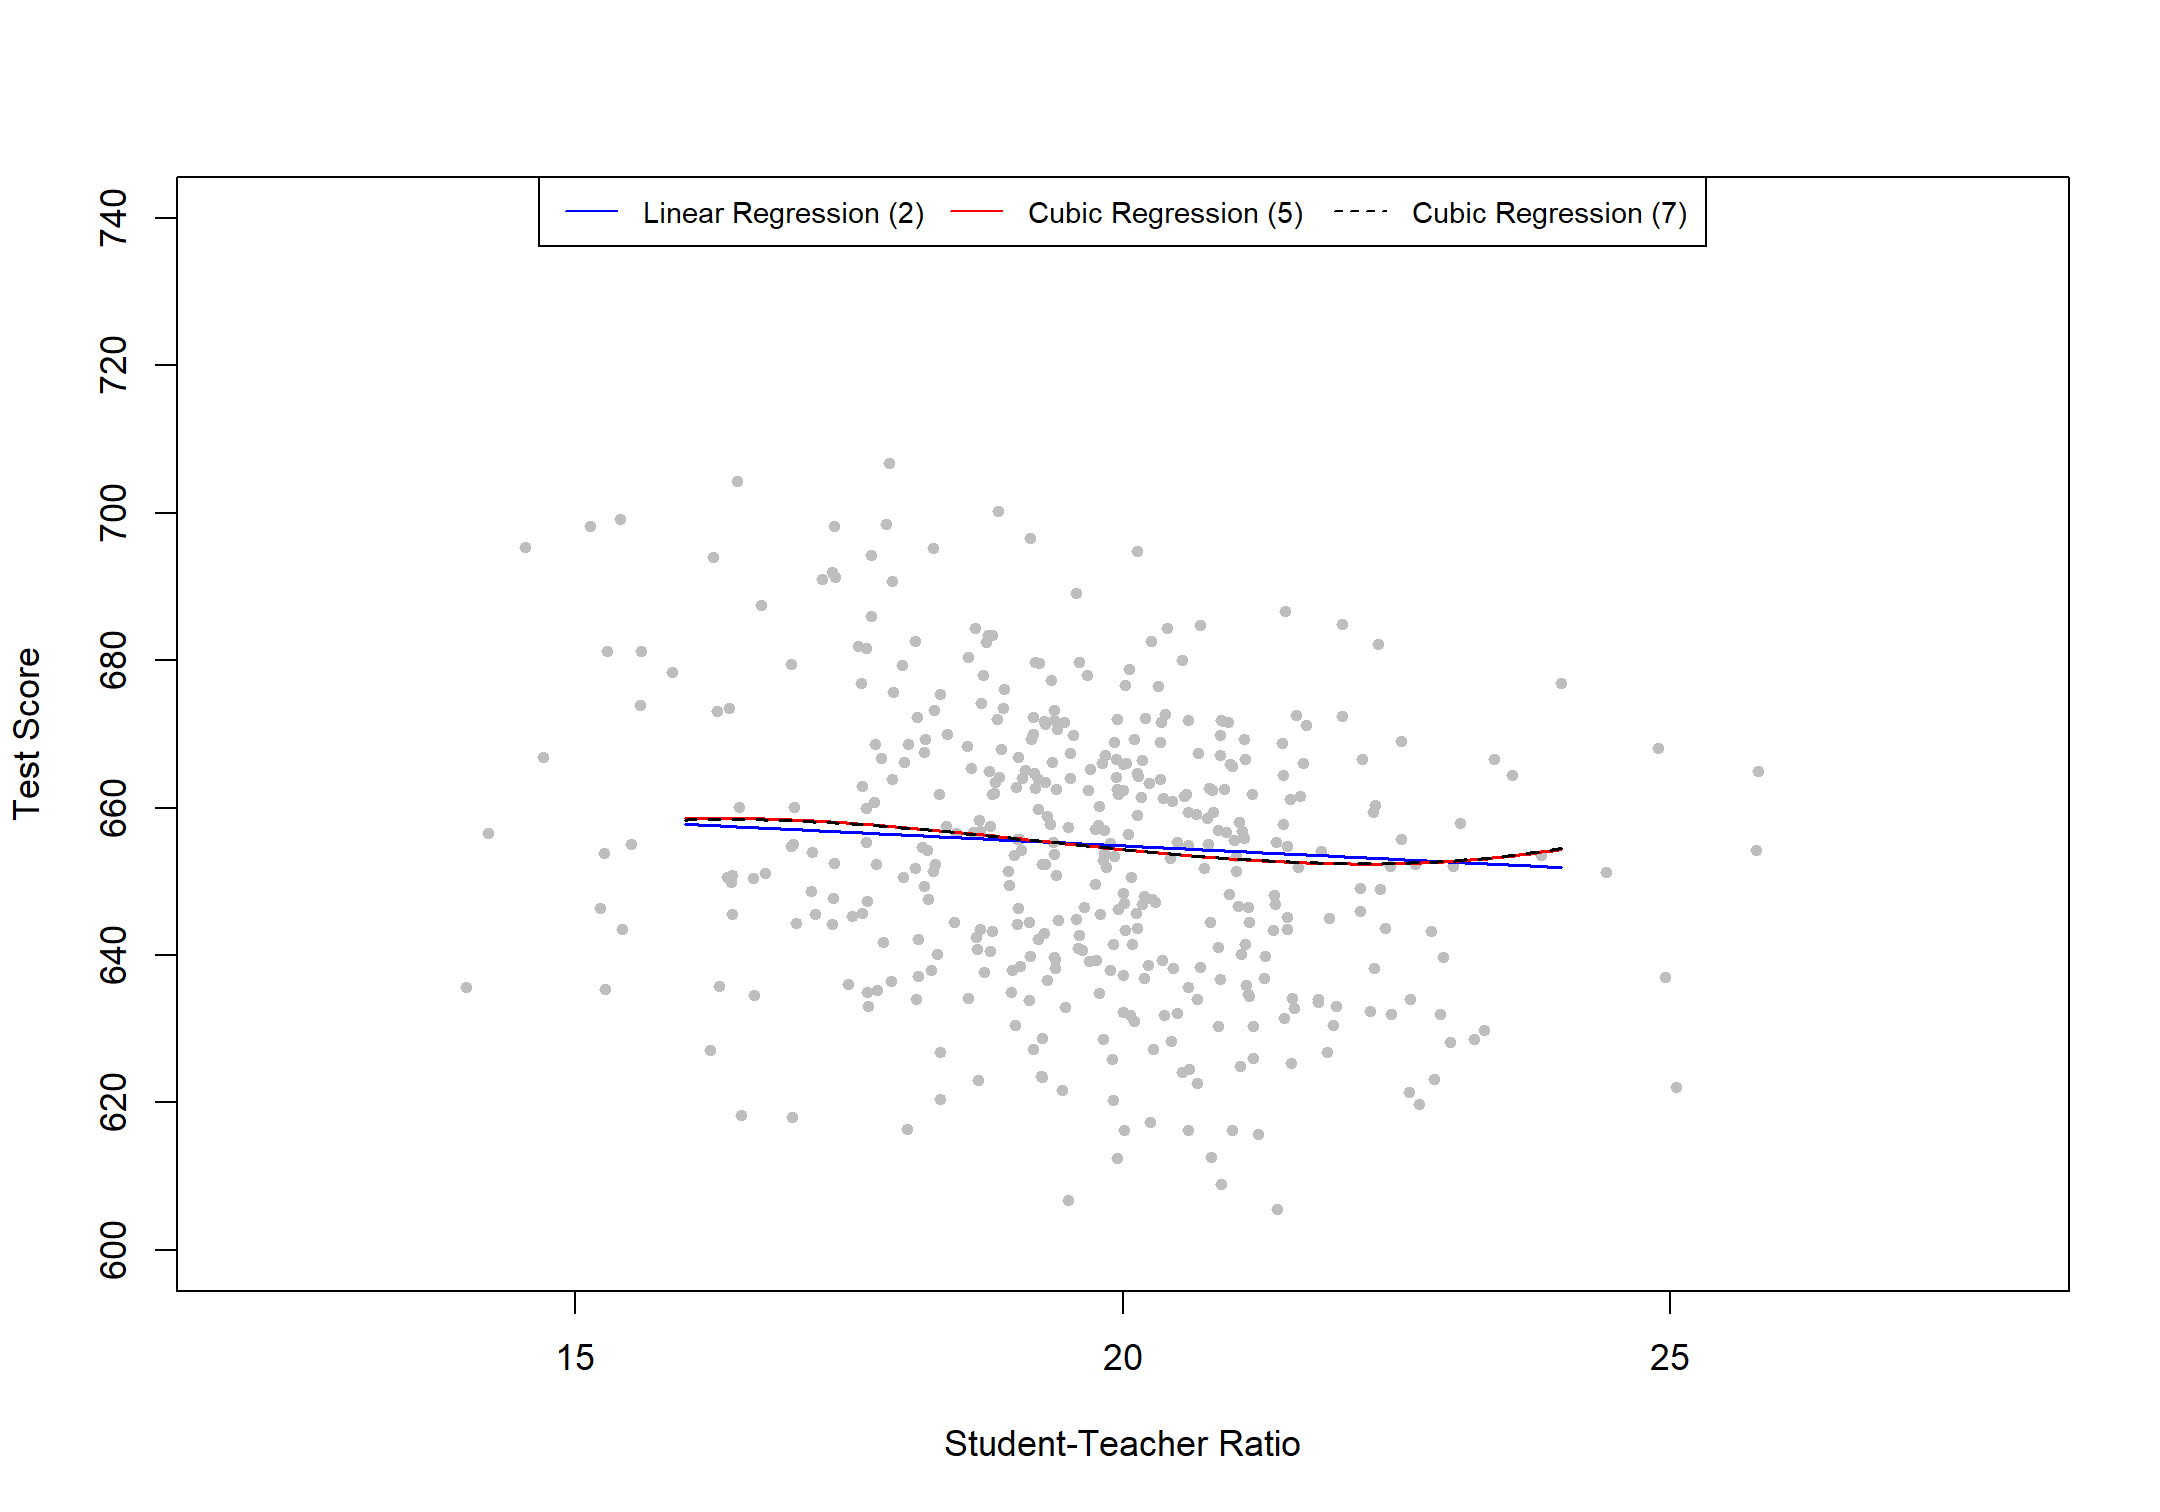 Linear Regression (2) Cubic Regression (5) Cubic Regression (7)
740
720
700
680
660
640
620
600
Test Score
15 20 25
Student-Teacher Ratio